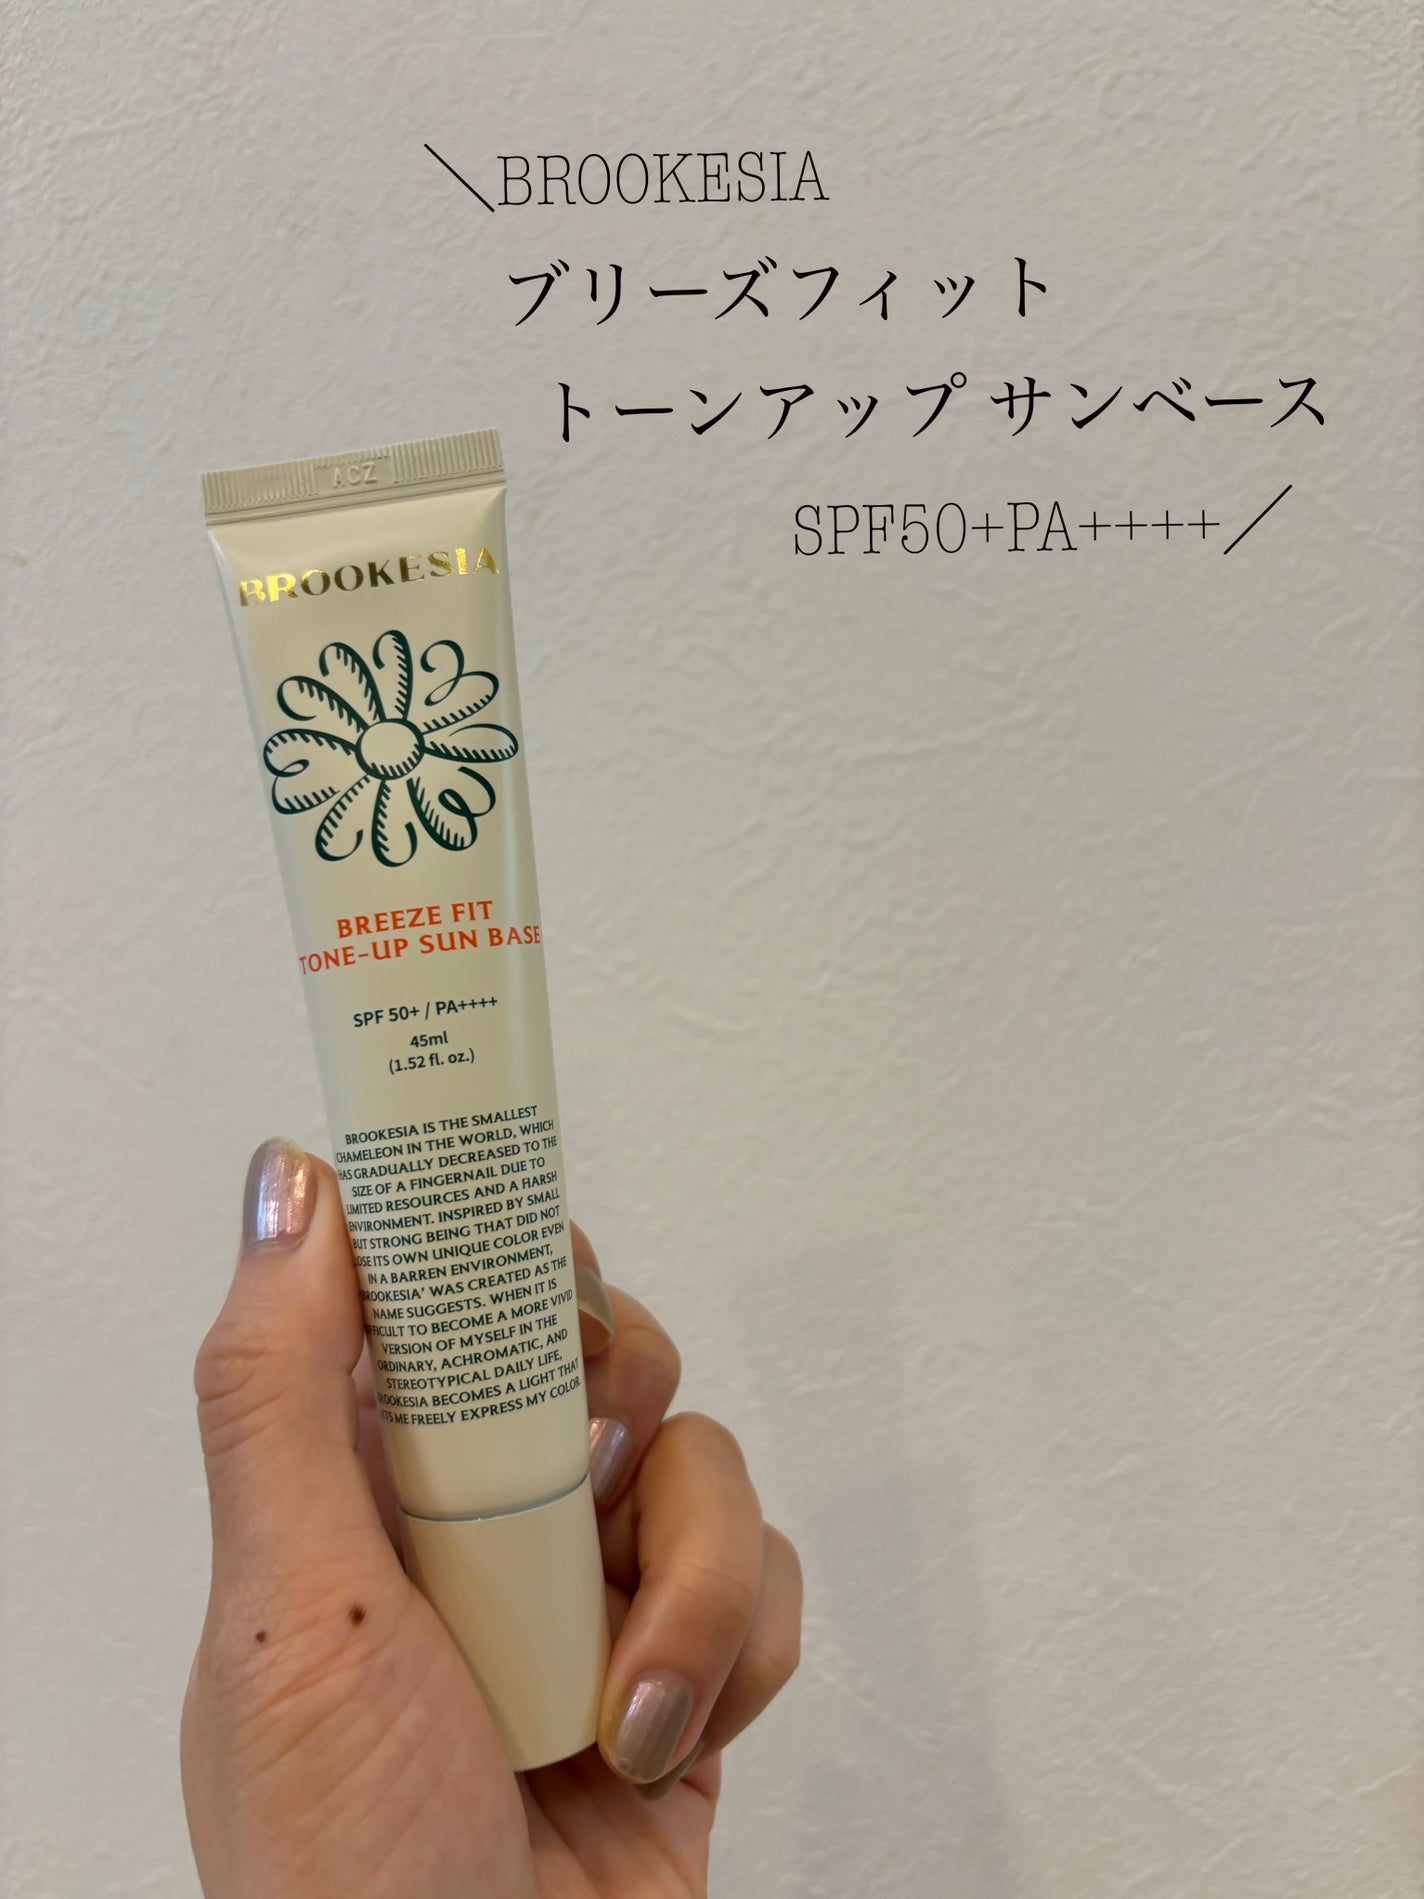 ＼BROOKESIA
ブリーズフィット
トーンアップ サンベース
SPF50+PA++++／
ACZ
BROOKESIA
BREEZE FIT
TONE-UP SUN BASE
SPF 50+ / PA++++
45ml
(1.52 fl. oz.)
BROOKESIA IS THE SMALLEST
CHAMELEON IN THE WORLD, WHICH
HAS GRADUALLY DECREASED TO THE
SIZE OF A FINGERNAIL DUE TO
LIMITED RESOURCES AND A HARSH
ENVIRONMENT. INSPIRED BY SMALL
BUT STRONG BEING THAT DID NOT
LOSE ITS OWN UNIQUE COLOR EVEN
IN A BARREN ENVIRONMENT,
'BROOKESIA' WAS CREATED AS THE
NAME SUGGESTS. WHEN IT IS
DIFFICULT TO BECOME A MORE VIVID
VERSION OF MYSELF IN THE
ORDINARY, ACHROMATIC, AND
STEREOTYPICAL DAILY LIFE,
BROOKESIA BECOMES A LIGHT THAT
LETS ME FREELY EXPRESS MY COLOR.